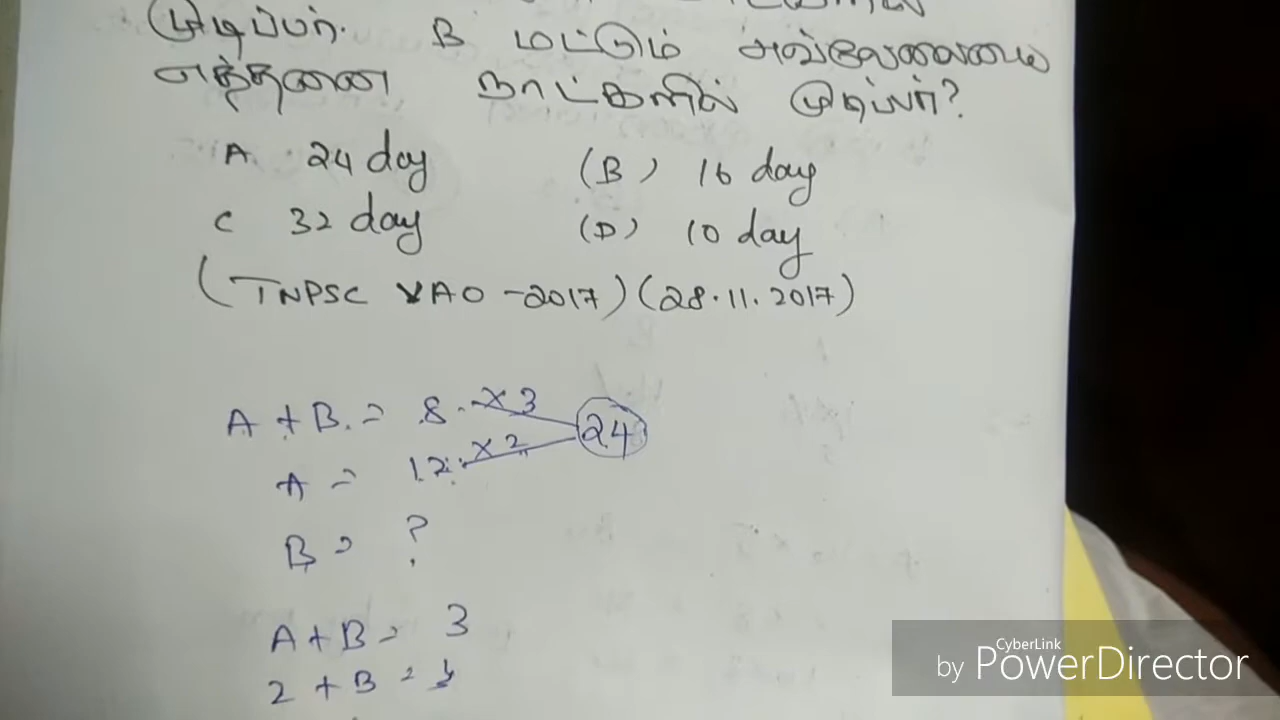 முடிப்பர். B மட்டும் அவ்வேலையை
எத்தனை நாட்களில் முடிப்பர்?
A 24 day (B) 16 day
C 32 day (D) 10 day
(TNPSC VAO -2017) (28.11.2017)
A + B = 8 x 3
24
A = 12 x 2
B = ?
A + B = 3
2 + B =
by CyberLink PowerDirector